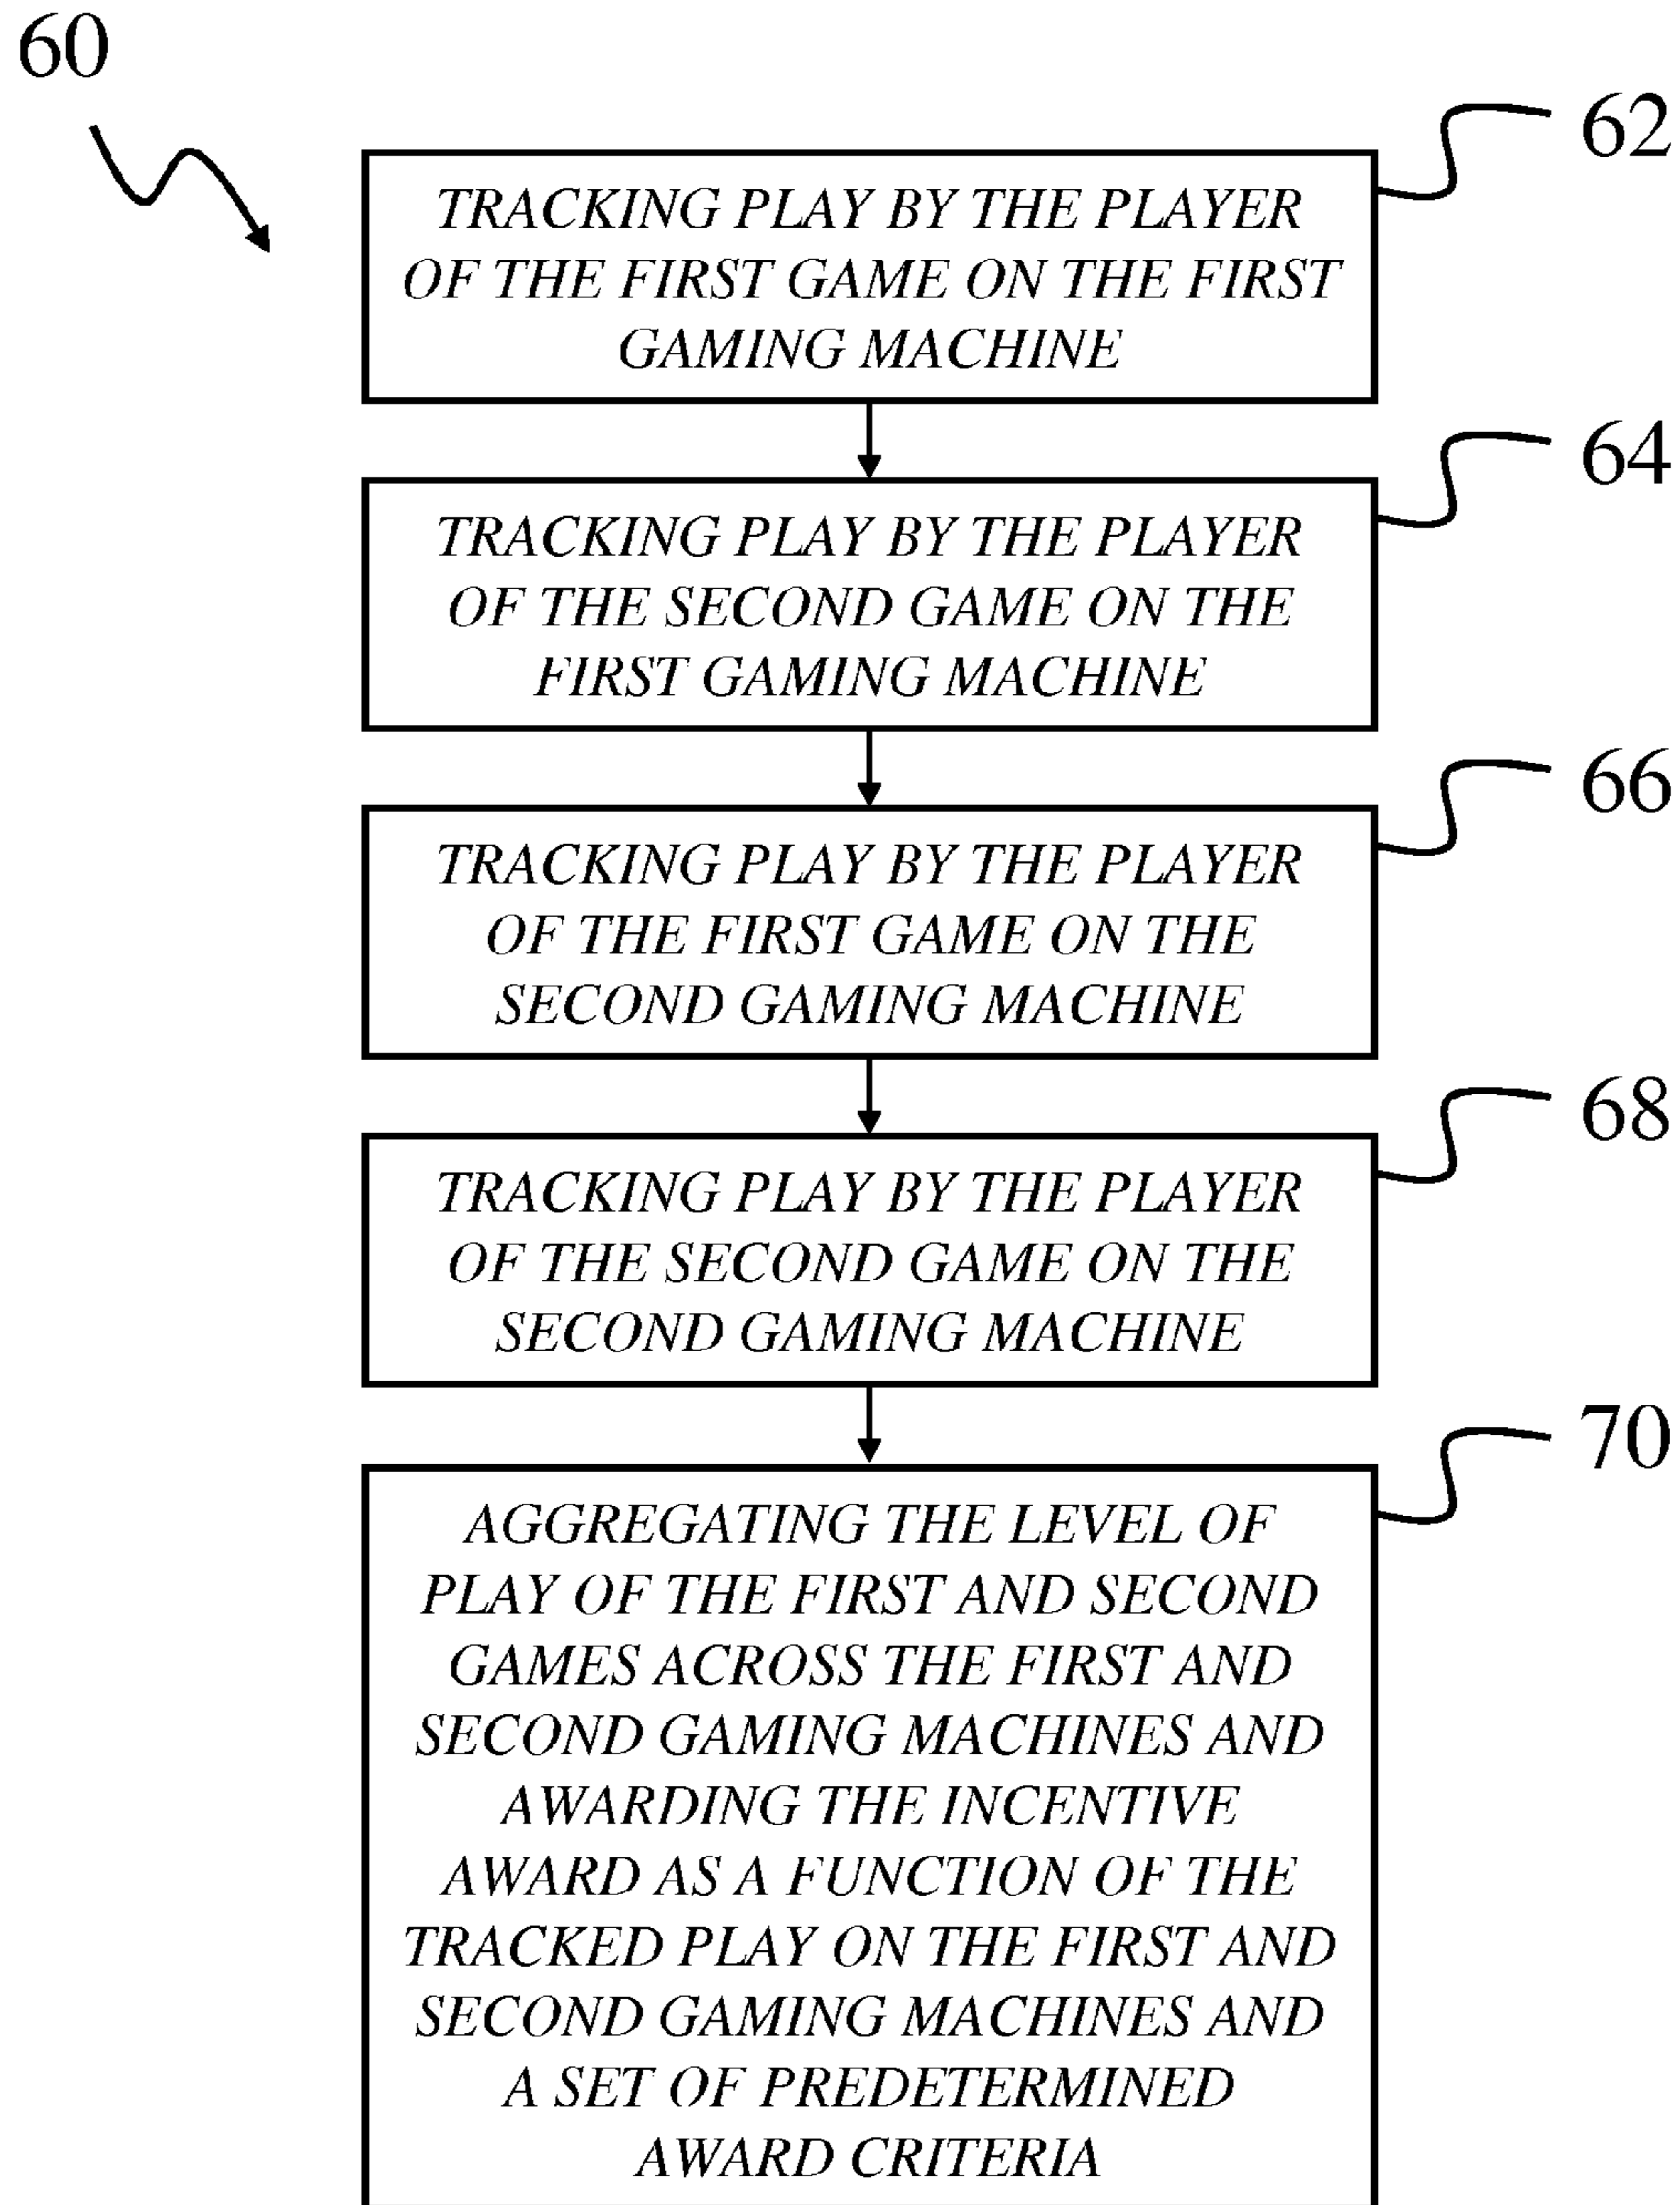 60
62
TRACKING PLAY BY THE PLAYER
OF THE FIRST GAME ON THE FIRST
GAMING MACHINE
64
TRACKING PLAY BY THE PLAYER
OF THE SECOND GAME ON THE
FIRST GAMING MACHINE
66
TRACKING PLAY BY THE PLAYER
OF THE FIRST GAME ON THE
SECOND GAMING MACHINE
68
TRACKING PLAY BY THE PLAYER
OF THE SECOND GAME ON THE
SECOND GAMING MACHINE
70
AGGREGATING THE LEVEL OF
PLAY OF THE FIRST AND SECOND
GAMES ACROSS THE FIRST AND
SECOND GAMING MACHINES AND
AWARDING THE INCENTIVE
AWARD AS A FUNCTION OF THE
TRACKED PLAY ON THE FIRST AND
SECOND GAMING MACHINES AND
A SET OF PREDETERMINED
AWARD CRITERIA